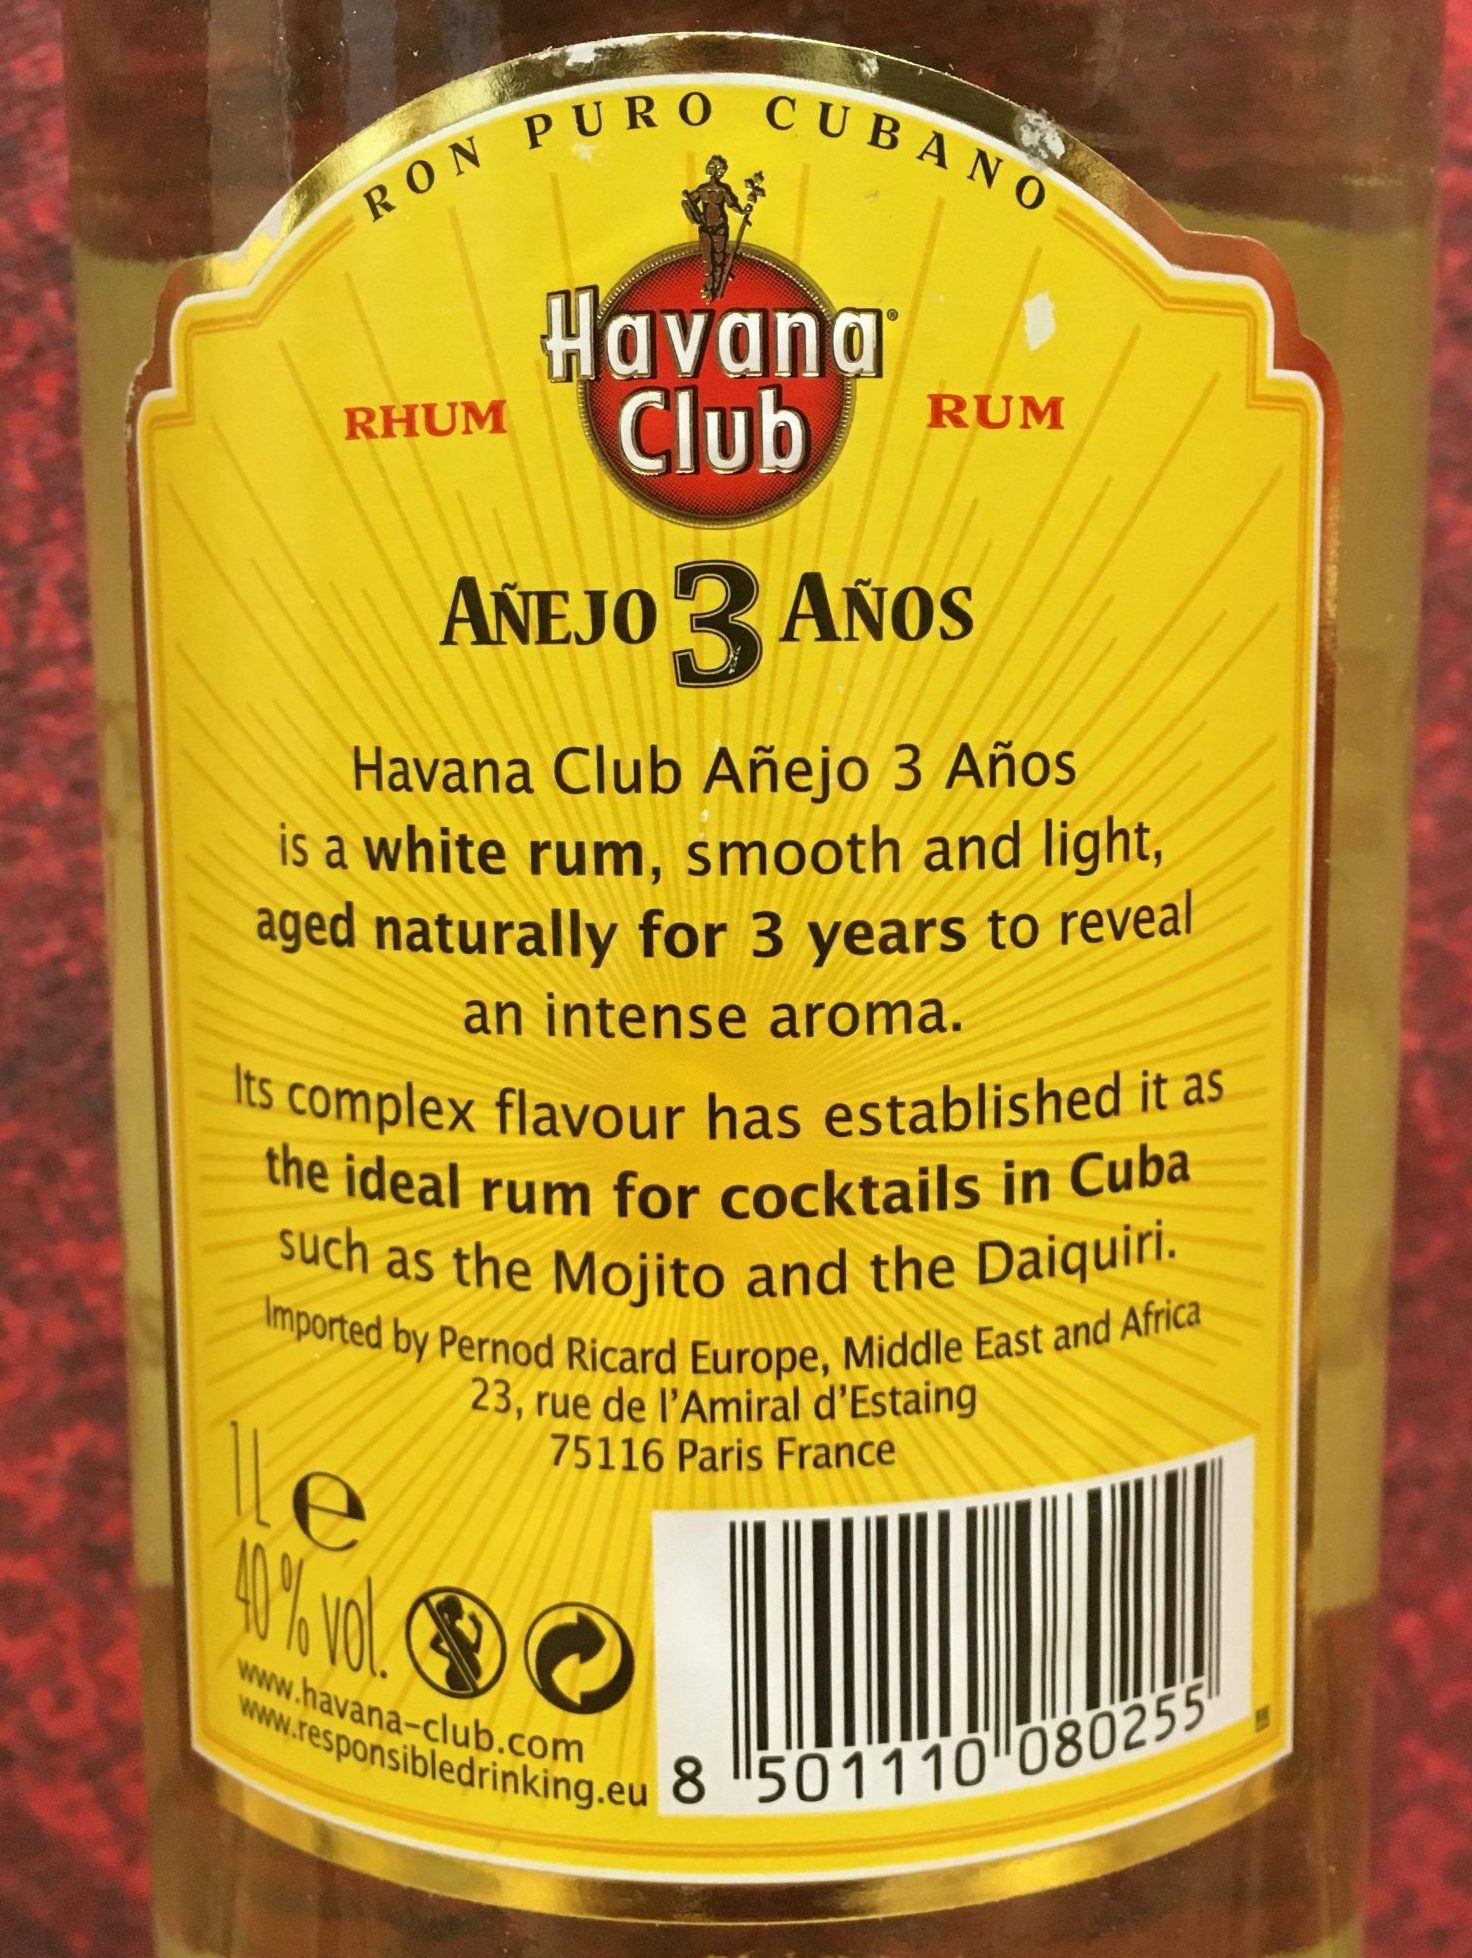 RON PURO CUBANO
Havana®
Club
RHUM
RUM
AÑEJO 3 AÑOS
Havana Club Añejo 3 Años
is a white rum, smooth and light,
aged naturally for 3 years to reveal
an intense aroma.
Its complex flavour has established it as
the ideal rum for cocktails in Cuba
such as the Mojito and the Daiquiri.
Imported by Pernod Ricard Europe, Middle East and Africa
23, rue de l'Amiral d'Estaing
75116 Paris France
1L e
40 % vol.
www.havana-club.com
www.responsibledrinking.eu
8 501110 080255